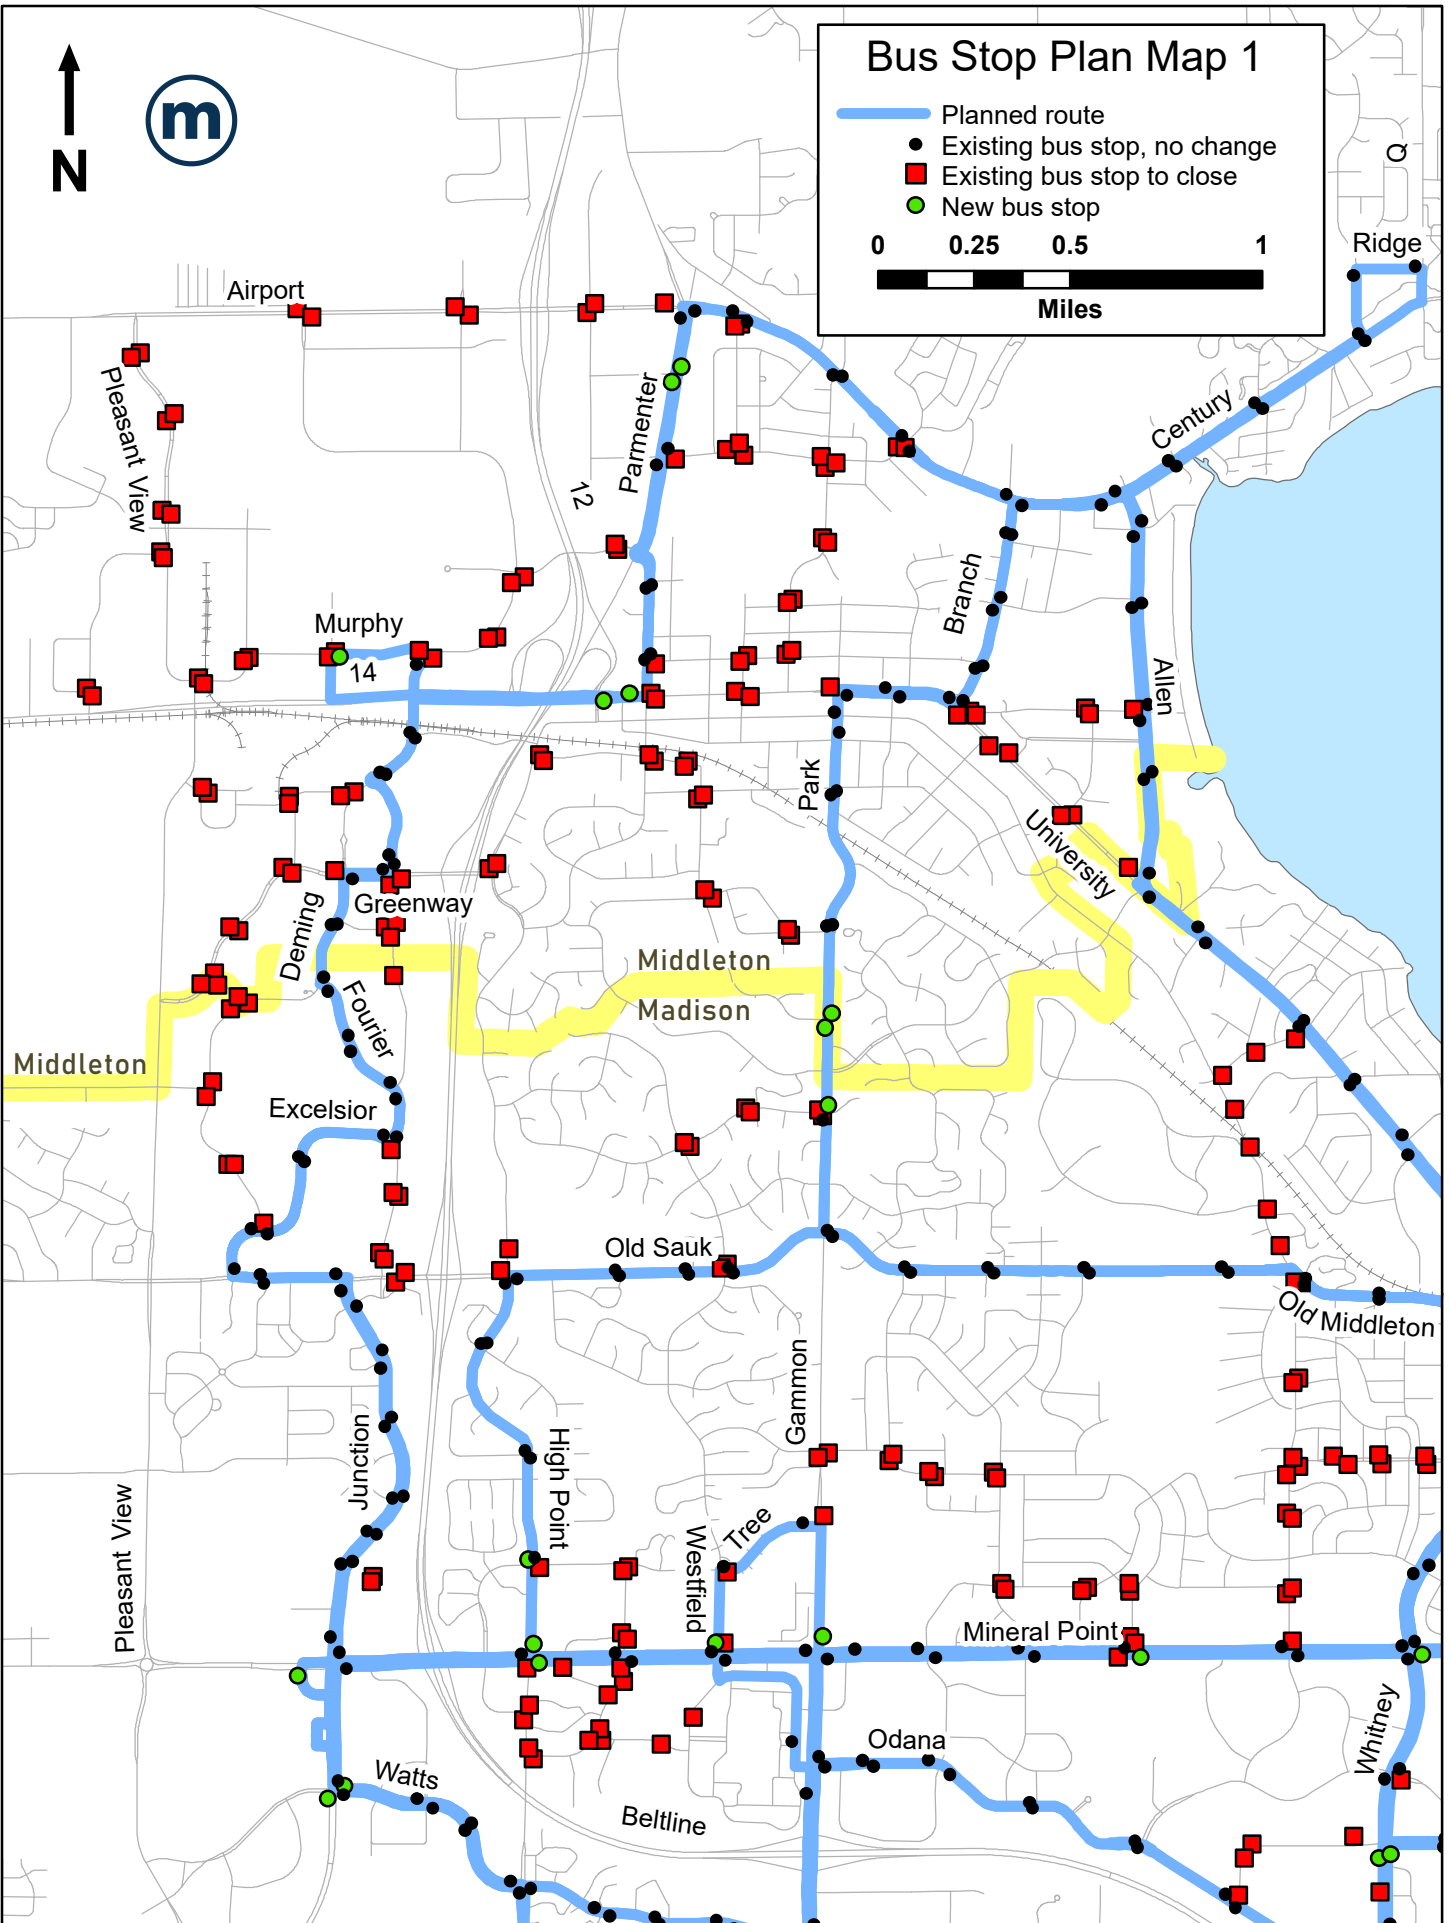 Bus Stop Plan Map 1
Planned route
Existing bus stop, no change
Existing bus stop to close
New bus stop
0 0.25 0.5 1
Miles
m
N
Q
Ridge
Airport
Pleasant View
Parmenter
12
Century
Branch
Murphy
14
Allen
Park
University
Deming
Greenway
Middleton
Madison
Fourier
Middleton
Excelsior
Old Sauk
Old Middleton
Gammon
Junction
High Point
Pleasant View
Tree
Westfield
Mineral Point
Whitney
Odana
Watts
Beltline